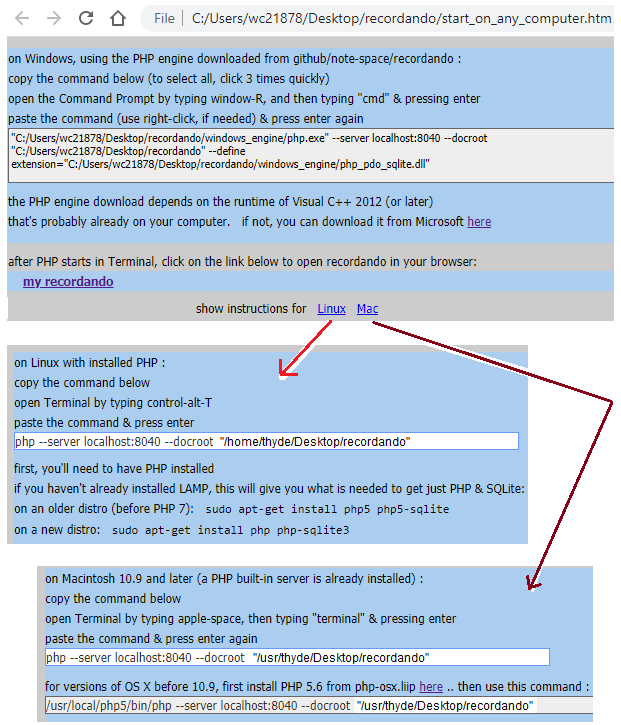 File | C:/Users/wc21878/Desktop/recordando/start_on_any_computer.htm
on Windows, using the PHP engine downloaded from github/note-space/recordando :
copy the command below (to select all, click 3 times quickly)
open the Command Prompt by typing window-R, and then typing "cmd" & pressing enter
paste the command (use right-click, if needed) & press enter again
"C:/Users/wc21878/Desktop/recordando/windows_engine/php.exe" --server localhost:8040 --docroot
"C:/Users/wc21878/Desktop/recordando" --define
extension="C:/Users/wc21878/Desktop/recordando/windows_engine/php_pdo_sqlite.dll"
the PHP engine download depends on the runtime of Visual C++ 2012 (or later)
that's probably already on your computer. if not, you can download it from Microsoft here
after PHP starts in Terminal, click on the link below to open recordando in your browser:
my recordando
show instructions for Linux Mac
on Linux with installed PHP :
copy the command below
open Terminal by typing control-alt-T
paste the command & press enter
php --server localhost:8040 --docroot "/home/thyde/Desktop/recordando"
first, you'll need to have PHP installed
if you haven't already installed LAMP, this will give you what is needed to get just PHP & SQLite:
on an older distro (before PHP 7): sudo apt-get install php5 php5-sqlite
on a new distro: sudo apt-get install php php-sqlite3
on Macintosh 10.9 and later (a PHP built-in server is already installed) :
copy the command below
open Terminal by typing apple-space, then typing "terminal" & pressing enter
paste the command & press enter again
php --server localhost:8040 --docroot "/usr/thyde/Desktop/recordando"
for versions of OS X before 10.9, first install PHP 5.6 from php-osx.liip here .. then use this command :
/usr/local/php5/bin/php --server localhost:8040 --docroot "/usr/thyde/Desktop/recordando"